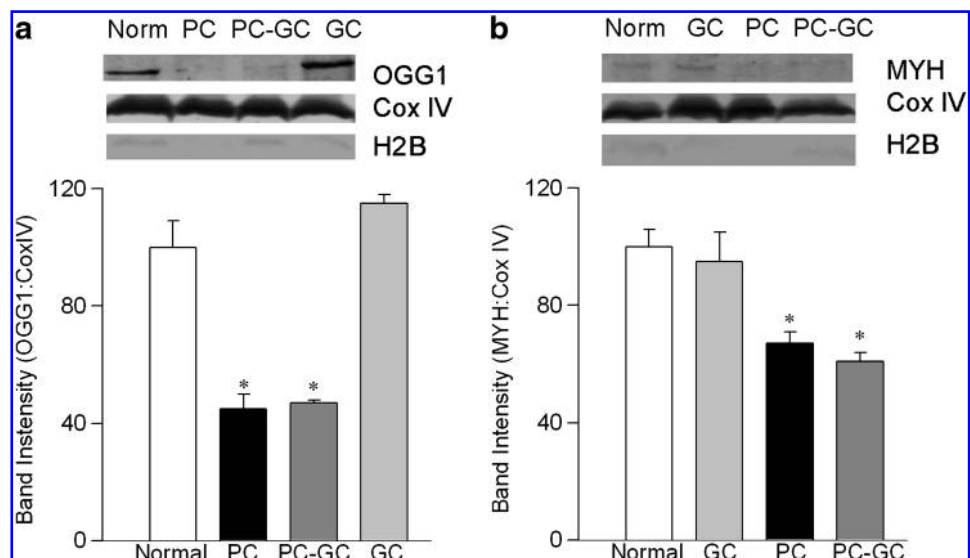 a
Norm PC PC-GC GC
OGG1
Cox IV
H2B
Band Instensity (OGG1:CoxIV)
120
80
40
0
*
*
Normal PC PC-GC GC
b
Norm GC PC PC-GC
MYH
Cox IV
H2B
Band Intensity (MYH:Cox IV)
120
80
40
0
*
*
Normal GC PC PC-GC